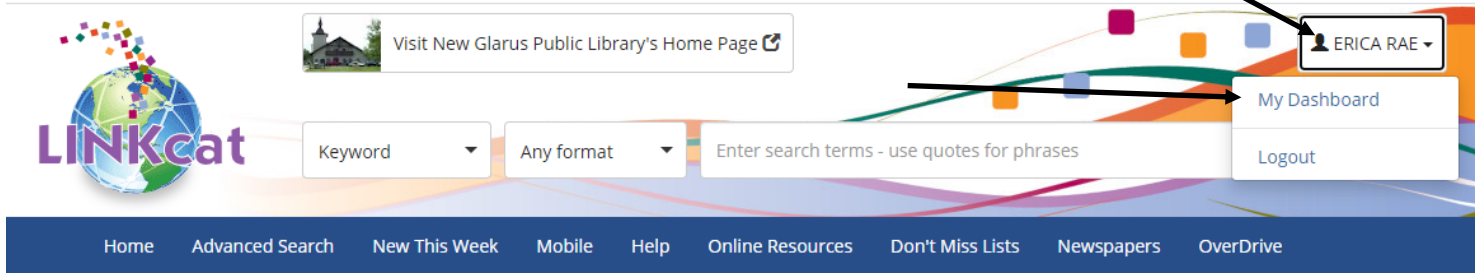 Visit New Glarus Public Library's Home Page
ERICA RAE
My Dashboard
Logout
LINKcat
Keyword
Any format
Enter search terms - use quotes for phrases
Home Advanced Search New This Week Mobile Help Online Resources Don't Miss Lists Newspapers OverDrive